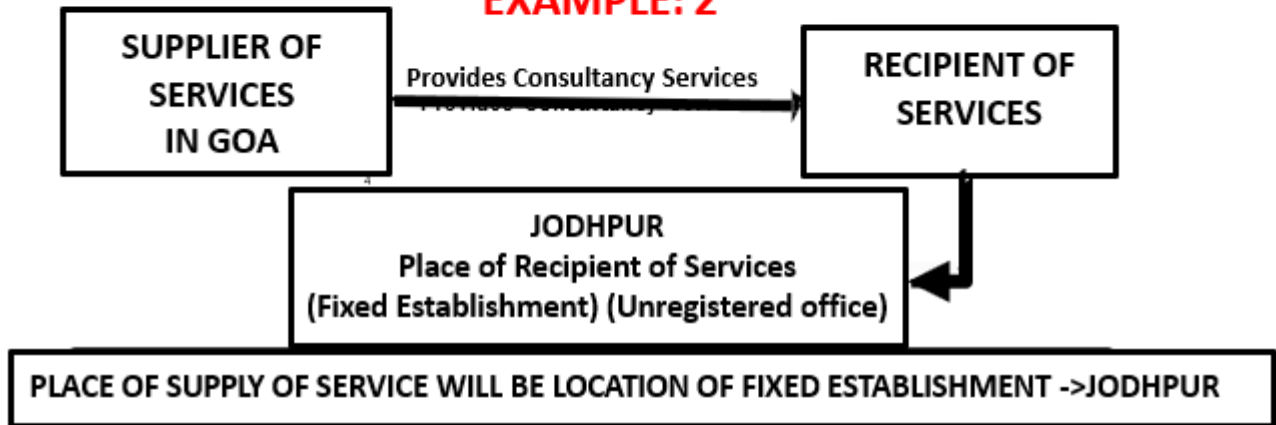 EXAMPLE: 2
SUPPLIER OF
SERVICES
IN GOA
Provides Consultancy Services
RECIPIENT OF
SERVICES
JODHPUR
Place of Recipient of Services
(Fixed Establishment) (Unregistered office)
PLACE OF SUPPLY OF SERVICE WILL BE LOCATION OF FIXED ESTABLISHMENT ->JODHPUR